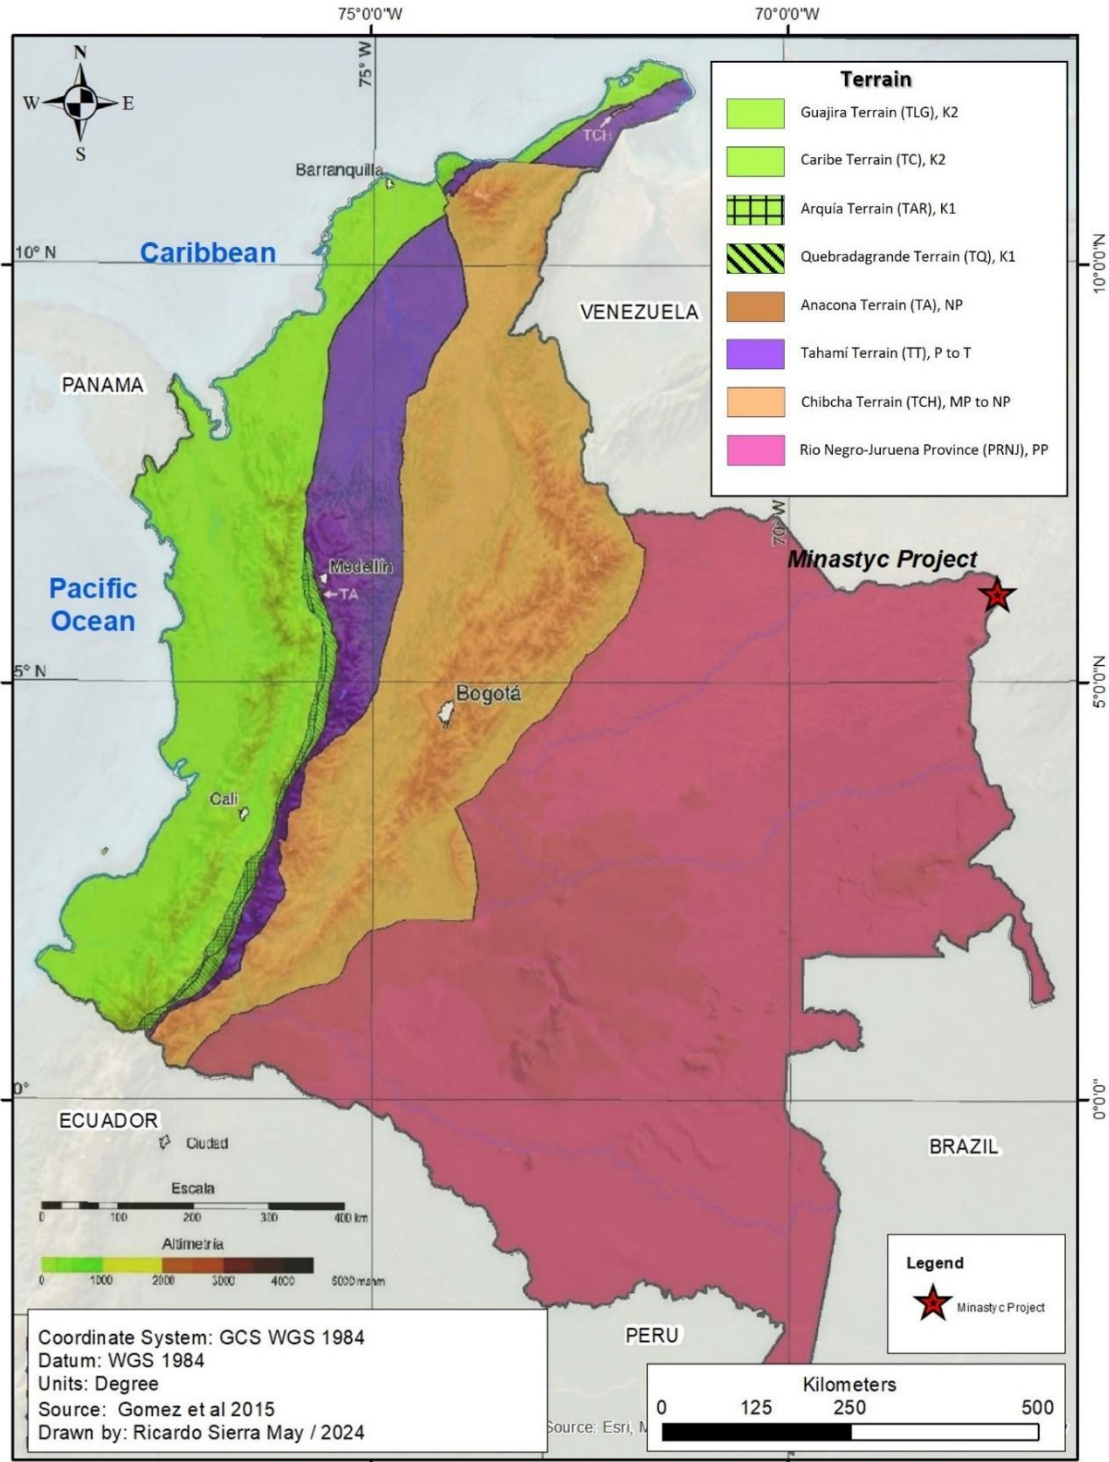 75°0'0"W
70°0'0"W
75° W
N
W
E
S
Terrain
Guajira Terrain (TLG), K2
Caribe Terrain (TC), K2
Arquía Terrain (TAR), K1
Quebradagrande Terrain (TQ), K1
Anacona Terrain (TA), NP
Tahamí Terrain (TT), P to T
Chibcha Terrain (TCH), MP to NP
Rio Negro-Juruena Province (PRNJ), PP
TCH
Barranquilla
10° N
Caribbean
10°0'0"N
VENEZUELA
PANAMA
70° W
Minastyc Project
Medellín
TA
Pacific
Ocean
5° N
5°0'0"N
Bogotá
Cali
0°
0°0'0"
ECUADOR
Ciudad
BRAZIL
Escala
0 100 200 300 400 km
Altimetría
0 1000 2000 3000 4000 5000 msnm
Legend
Minastyc Project
PERU
Coordinate System: GCS WGS 1984
Datum: WGS 1984
Units: Degree
Source: Gomez et al 2015
Drawn by: Ricardo Sierra May / 2024
Kilometers
0 125 250 500
Source: Esri,